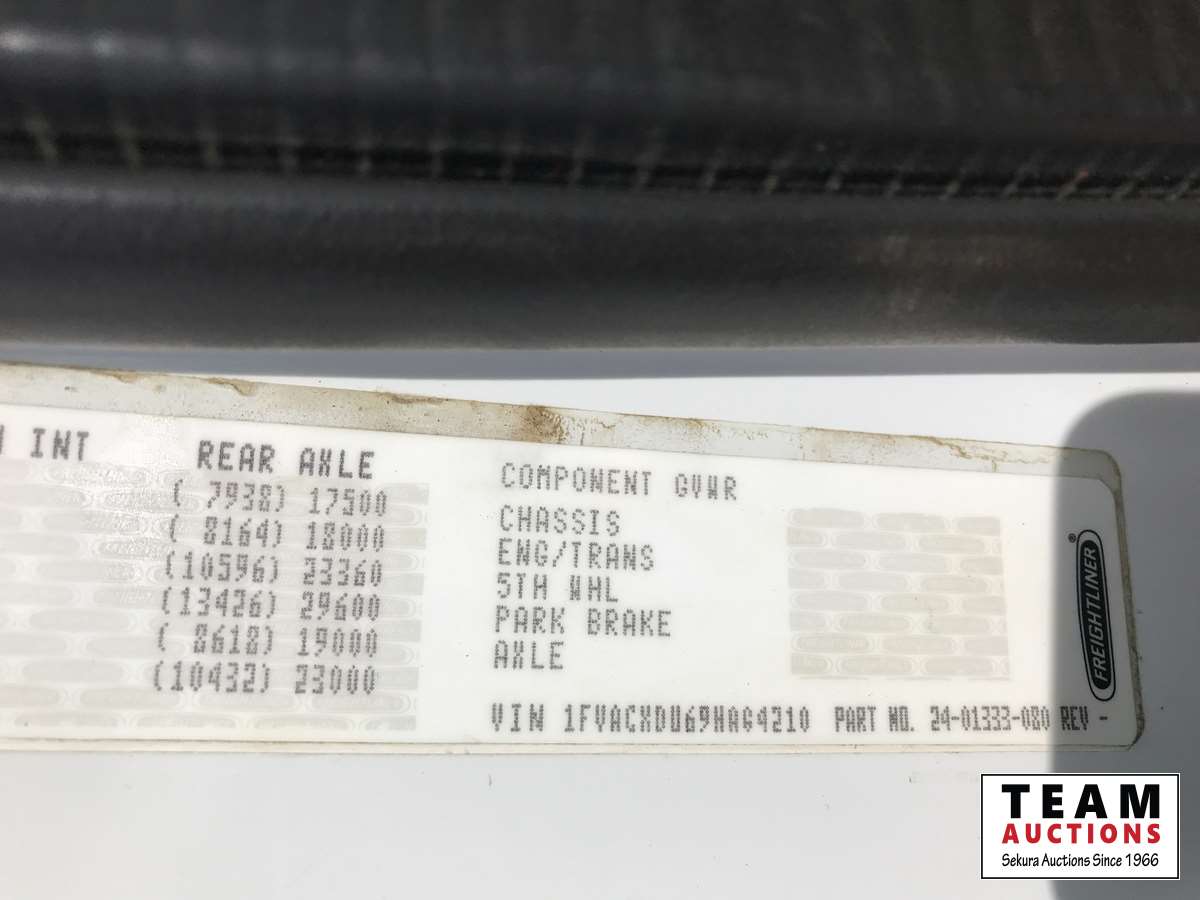 INT
REAR AXLE
(7938) 17500
(8164) 18000
(10596) 23360
(13426) 29600
(8618) 19000
(10432) 23000
COMPONENT GVWR
CHASSIS
ENG/TRANS
5TH WHL
PARK BRAKE
AXLE
VIN 1FVACXDU69HAG4210 PART NO. 24-01333-080 REV -
FREIGHTLINER®
TEAM
AUCTIONS
Sekura Auctions Since 1966